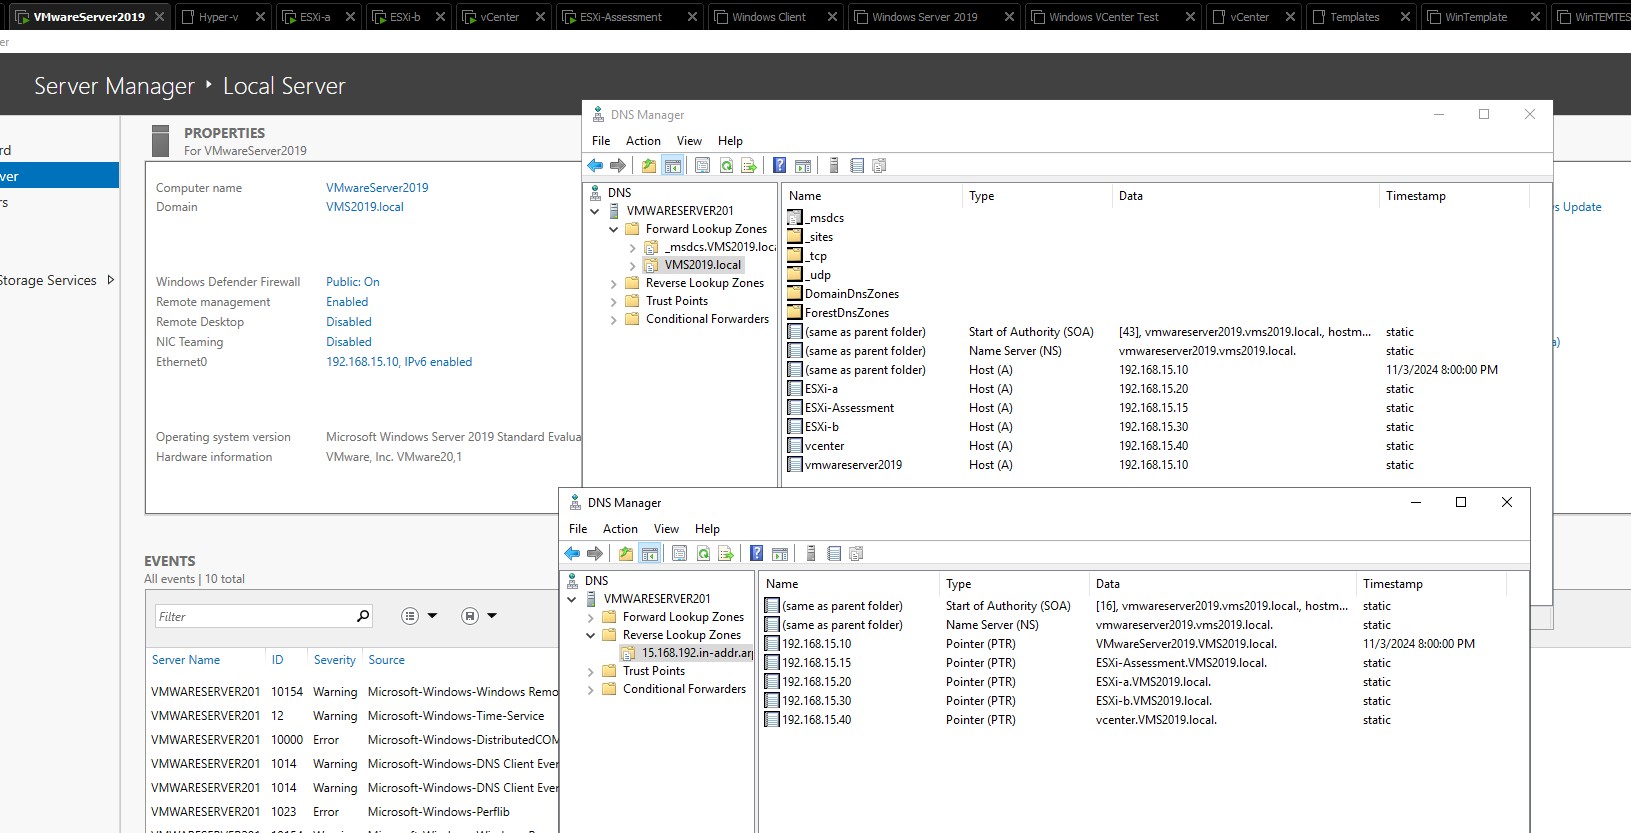 VMwareServer2019 Hyper-v ESXi-a ESXi-b vCenter ESXi-Assessment Windows Client Windows Server 2019 Windows VCenter Test vCenter Templates WinTemplate WinTEMTES
er
Server Manager ‣ Local Server
rd
ver
rs
Storage Services
PROPERTIES
For VMwareServer2019
Computer name VMwareServer2019
Domain VMS2019.local
Windows Defender Firewall Public: On
Remote management Enabled
Remote Desktop Disabled
NIC Teaming Disabled
Ethernet0 192.168.15.10, IPv6 enabled
Operating system version Microsoft Windows Server 2019 Standard Evalua
Hardware information VMware, Inc. VMware20,1
s Update
a)
EVENTS
All events | 10 total
Filter
Server Name ID Severity Source
VMWARESERVER201 10154 Warning Microsoft-Windows-Windows Remo
VMWARESERVER201 12 Warning Microsoft-Windows-Time-Service
VMWARESERVER201 10000 Error Microsoft-Windows-DistributedCOM
VMWARESERVER201 1014 Warning Microsoft-Windows-DNS Client Ever
VMWARESERVER201 1014 Warning Microsoft-Windows-DNS Client Ever
VMWARESERVER201 1023 Error Microsoft-Windows-Perflib
DNS Manager
File Action View Help
DNS
VMWARESERVER201
Forward Lookup Zones
_msdcs.VMS2019.loca
VMS2019.local
Reverse Lookup Zones
Trust Points
Conditional Forwarders
Name Type Data Timestamp
_msdcs
_sites
_tcp
_udp
DomainDnsZones
ForestDnsZones
(same as parent folder) Start of Authority (SOA) [43], vmwareserver2019.vms2019.local., hostm... static
(same as parent folder) Name Server (NS) vmwareserver2019.vms2019.local. static
(same as parent folder) Host (A) 192.168.15.10 11/3/2024 8:00:00 PM
ESXi-a Host (A) 192.168.15.20 static
ESXi-Assessment Host (A) 192.168.15.15 static
ESXi-b Host (A) 192.168.15.30 static
vcenter Host (A) 192.168.15.40 static
vmwareserver2019 Host (A) 192.168.15.10 static
DNS Manager
File Action View Help
DNS
VMWARESERVER201
Forward Lookup Zones
Reverse Lookup Zones
15.168.192.in-addr.arp
Trust Points
Conditional Forwarders
Name Type Data Timestamp
(same as parent folder) Start of Authority (SOA) [16], vmwareserver2019.vms2019.local., hostm... static
(same as parent folder) Name Server (NS) vmwareserver2019.vms2019.local. static
192.168.15.10 Pointer (PTR) VMwareServer2019.VMS2019.local. 11/3/2024 8:00:00 PM
192.168.15.15 Pointer (PTR) ESXi-Assessment.VMS2019.local. static
192.168.15.20 Pointer (PTR) ESXi-a.VMS2019.local. static
192.168.15.30 Pointer (PTR) ESXi-b.VMS2019.local. static
192.168.15.40 Pointer (PTR) vcenter.VMS2019.local. static